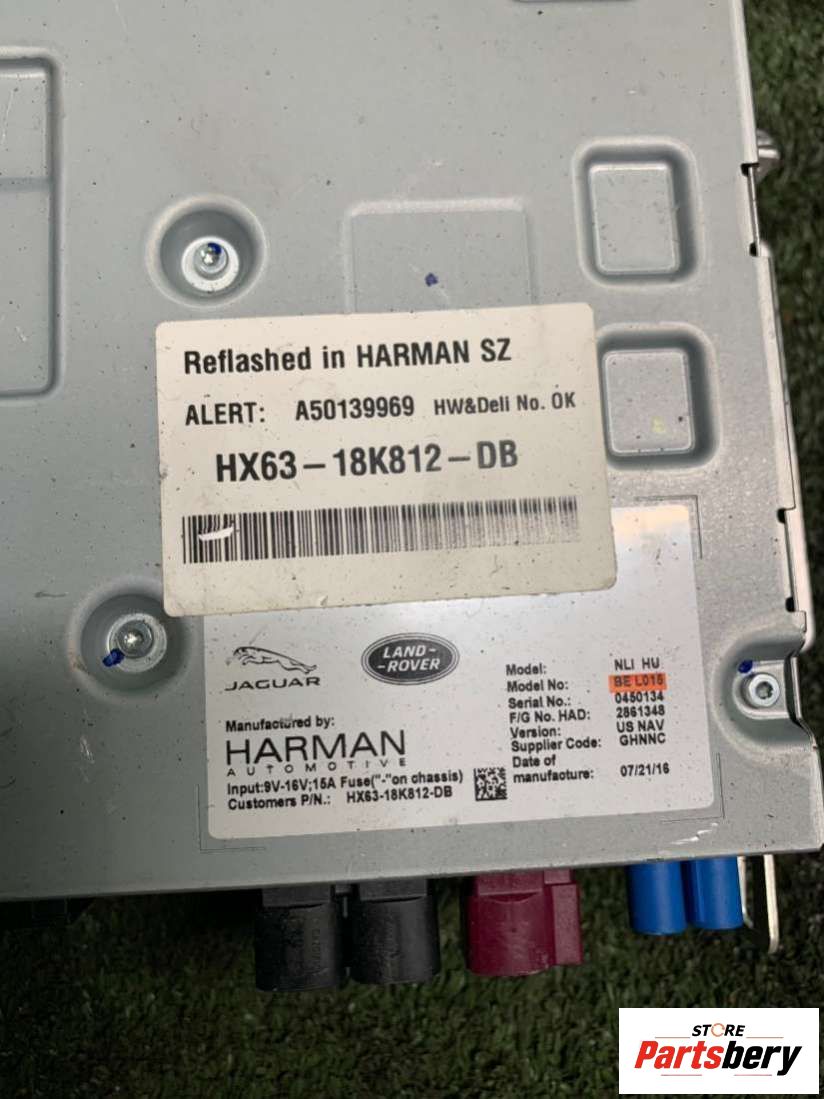 Reflashed in HARMAN SZ
ALERT: A50139969 HW&Deli No. OK
HX63-18K812-DB
JAGUAR
LAND-
-ROVER
Manufactured by:
HARMAN
AUTOMOTIVE
Input:9V-16V;15A Fuse("-"on chassis)
Customers P/N.: HX63-18K812-DB
Model: NLI HU
Model No: BE L015
Serial No.: 0450134
F/G No. HAD: 2861348
Version: US NAV
Supplier Code: GHNNC
Date of
manufacture: 07/21/16
STORE
Partsbery